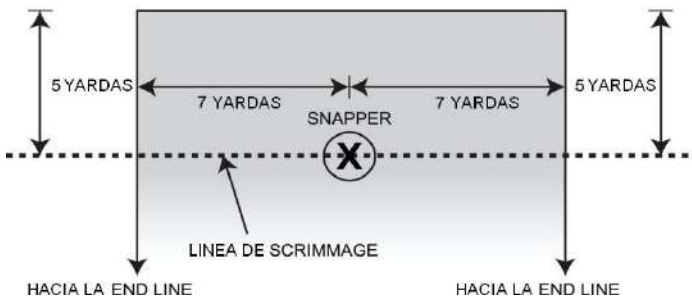 5 YARDAS
5 YARDAS
7 YARDAS
7 YARDAS
SNAPPER
X
LINEA DE SCRIMMAGE
HACIA LA END LINE
HACIA LA END LINE